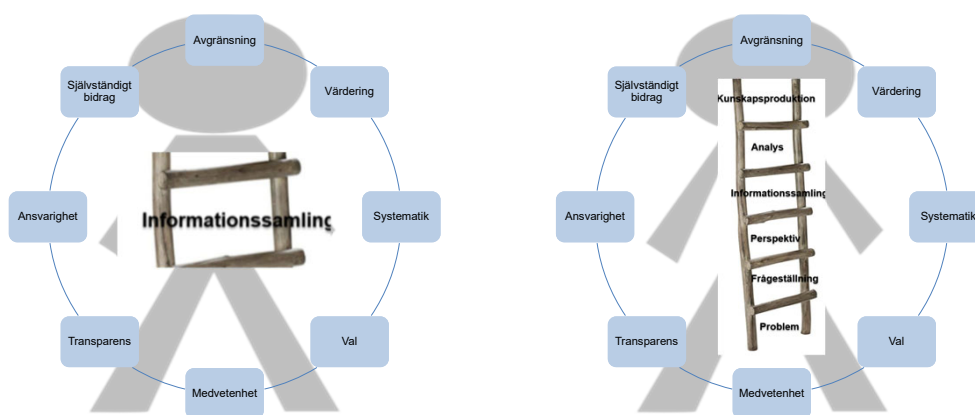 Avgränsning
Självständigt
bidrag
Värdering
Ansvarighet
Informationssamling
Systematik
Transparens
Val
Medvetenhet
Avgränsning
Självständigt
bidrag
Värdering
Kunskapsproduktion
Analys
Ansvarighet
Informationssamling
Systematik
Perspektiv
Frågeställning
Problem
Transparens
Val
Medvetenhet